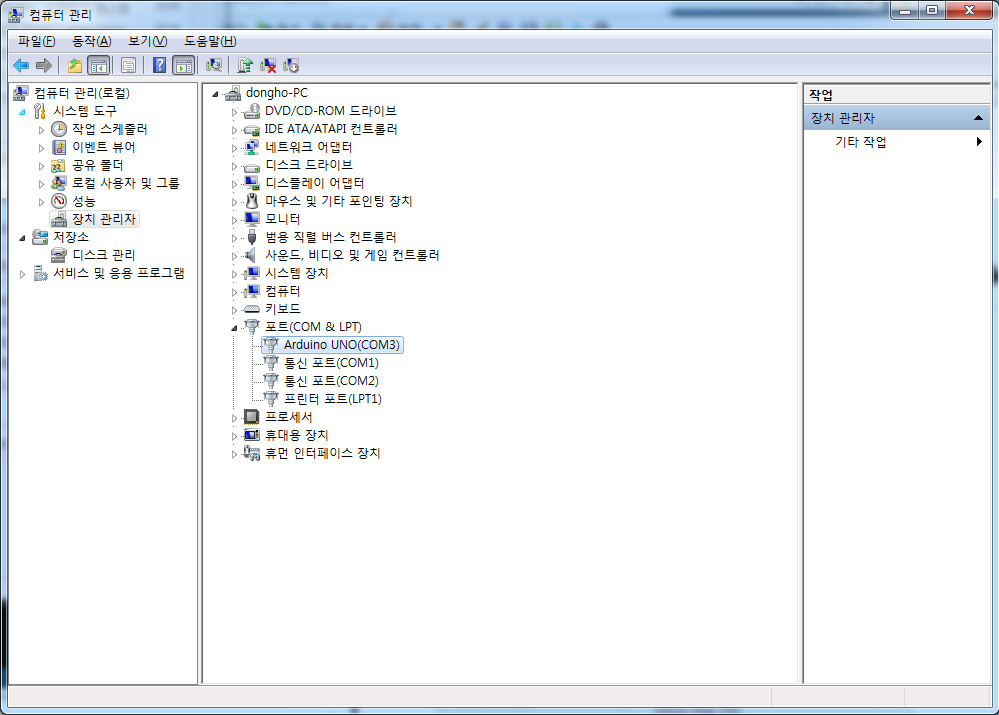 컴퓨터 관리
파일(F) 동작(A) 보기(V) 도움말(H)
컴퓨터 관리(로컬)
시스템 도구
작업 스케줄러
이벤트 뷰어
공유 폴더
로컬 사용자 및 그룹
성능
장치 관리자
저장소
디스크 관리
서비스 및 응용 프로그램
dongho-PC
DVD/CD-ROM 드라이브
IDE ATA/ATAPI 컨트롤러
네트워크 어댑터
디스크 드라이브
디스플레이 어댑터
마우스 및 기타 포인팅 장치
모니터
범용 직렬 버스 컨트롤러
사운드, 비디오 및 게임 컨트롤러
시스템 장치
컴퓨터
키보드
포트(COM & LPT)
Arduino UNO(COM3)
통신 포트(COM1)
통신 포트(COM2)
프린터 포트(LPT1)
프로세서
휴대용 장치
휴먼 인터페이스 장치
작업
장치 관리자
기타 작업